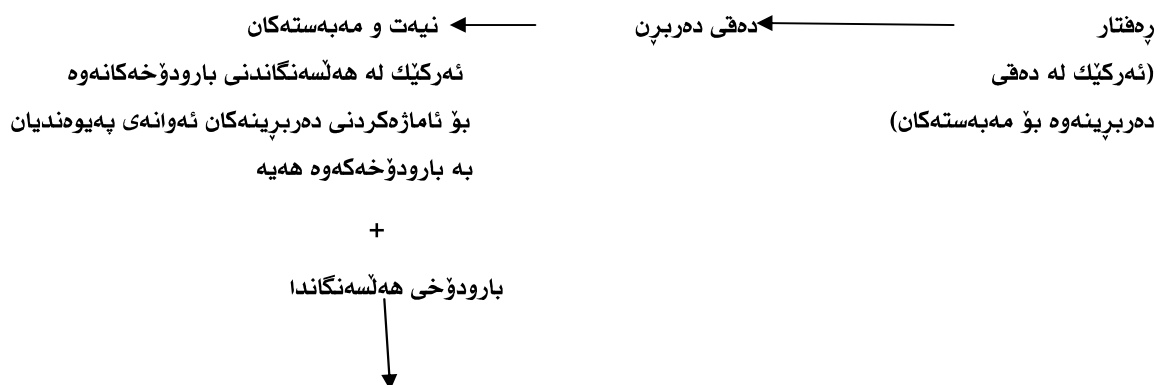 ڕەفتار دەقی دەربڕن نیەت و مەبەستەکان
(ئەرکێك لە دەقی ئەرکێك لە هەڵسەنگاندنی بارودۆخەکانەوە
دەربڕینەوە بۆ مەبەستەکان) بۆ ئاماژەکردنی دەربڕینەکان ئەوانەی پەیوەندیان
بە بارودۆخەکەوە هەیە
+
بارودۆخی هەڵسەنگاندا